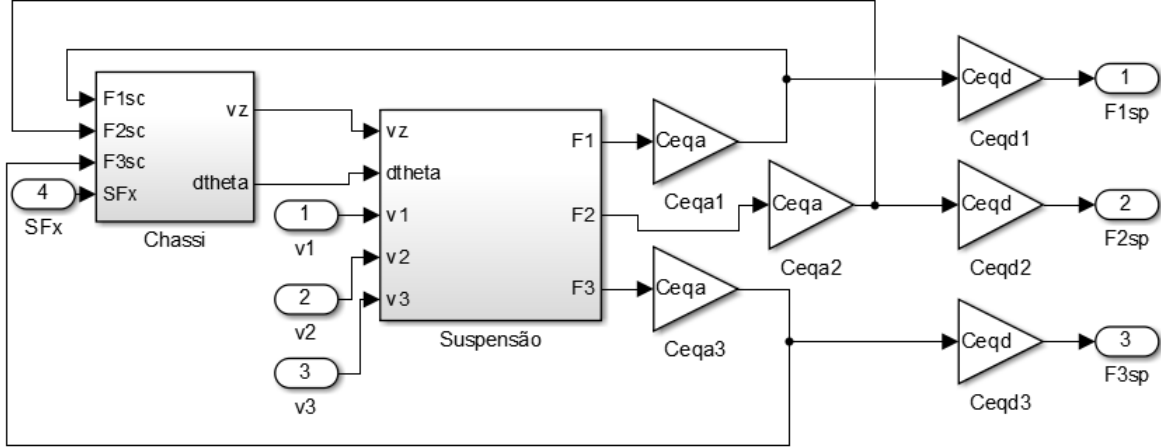 F1sc
F2sc
F3sc
SFx
vz
dtheta
Chassi
4
SFx
1
v1
2
v2
3
v3
vz
dtheta
v1
v2
v3
F1
F2
F3
Suspensão
Ceqa
Ceqa1
Ceqa
Ceqa2
Ceqa
Ceqa3
Ceqd
Ceqd1
1
F1sp
Ceqd
Ceqd2
2
F2sp
Ceqd
Ceqd3
3
F3sp